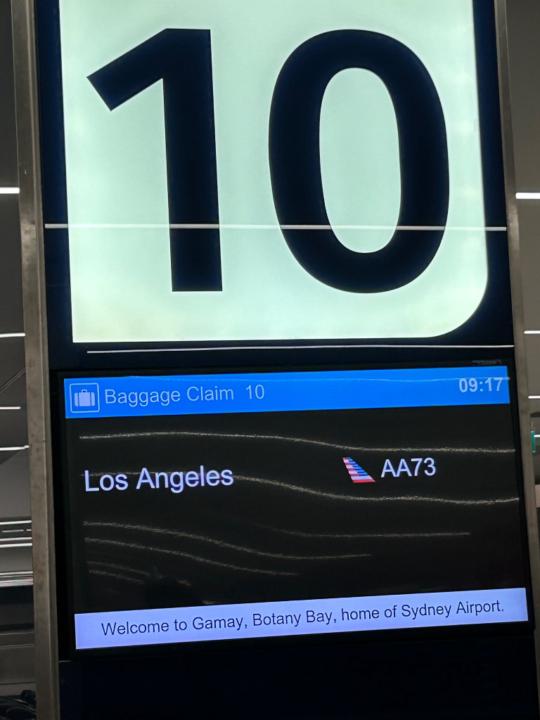 10
Baggage Claim 10 09:17
Los Angeles AA73
Welcome to Gamay, Botany Bay, home of Sydney Airport.